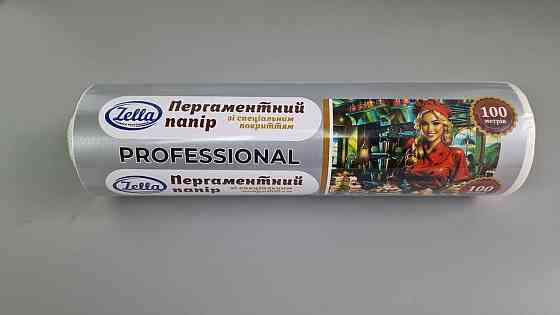 Zella
Пергаментний
папір
зі спеціальним
покриттям
100
метрів
PROFESSIONAL
Zella
Пергаментний
папір
зі спеціальним
покриттям
100